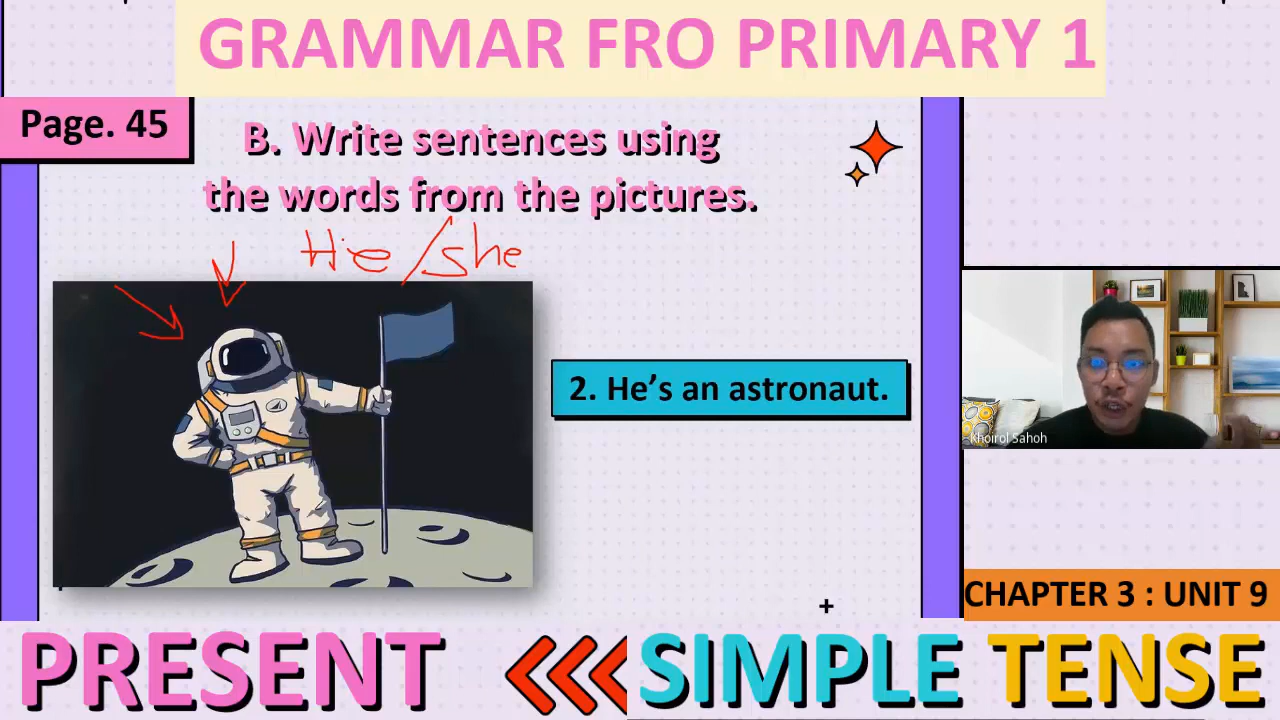 GRAMMAR FRO PRIMARY 1
Page. 45
B. Write sentences using
the words from the pictures.
He/she
2. He's an astronaut.
Khoirol Sahoh
CHAPTER 3 : UNIT 9
PRESENT SIMPLE TENSE